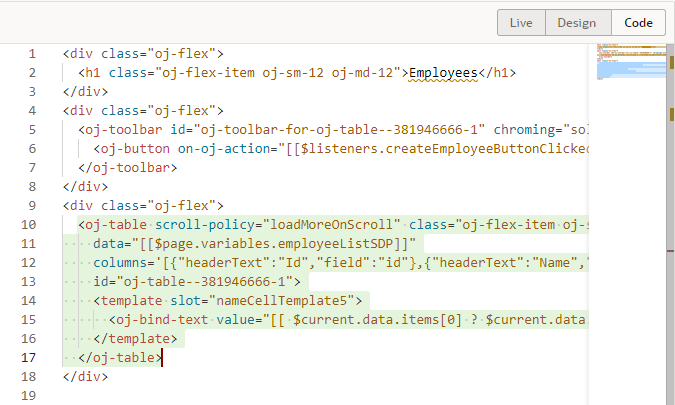 Live Design Code
1 <div class="oj-flex">
2 <h1 class="oj-flex-item oj-sm-12 oj-md-12">Employees</h1>
3 </div>
4 <div class="oj-flex">
5 <oj-toolbar id="oj-toolbar-for-oj-table--381946666-1" chroming="sol
6 <oj-button on-oj-action="[[$listeners.createEmployeeButtonClicked
7 </oj-toolbar>
8 </div>
9 <div class="oj-flex">
10 <oj-table scroll-policy="loadMoreOnScroll" class="oj-flex-item oj-s
11 data="[[$page.variables.employeeListSDP]]"
12 columns='[{"headerText":"Id","field":"id"},{"headerText":"Name","
13 id="oj-table--381946666-1">
14 <template slot="nameCellTemplate5">
15 <oj-bind-text value="[[ $current.data.items[0] ? $current.data
16 </template>
17 </oj-table>
18 </div>
19